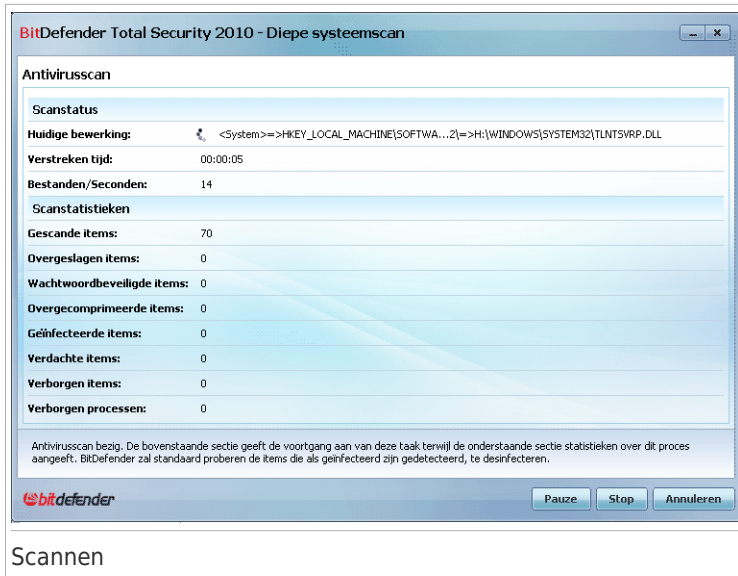 BitDefender Total Security 2010 - Diepe systeemscan
Antivirusscan
Scanstatus
Huidige bewerking: <System>=>HKEY_LOCAL_MACHINE\SOFTWA...2\=>H:\WINDOWS\SYSTEM32\TLNTSVRP.DLL
Verstreken tijd: 00:00:05
Bestanden/Seconden: 14
Scanstatistieken
Gescande items: 70
Overgeslagen items: 0
Wachtwoordbeveiligde items: 0
Overgecomprimeerde items: 0
Geïnfecteerde items: 0
Verdachte items: 0
Verborgen items: 0
Verborgen processen: 0
Antivirusscan bezig. De bovenstaande sectie geeft de voortgang aan van deze taak terwijl de onderstaande sectie statistieken over dit proces
aangeeft. BitDefender zal standaard proberen de items die als geïnfecteerd zijn gedetecteerd, te desinfecteren.
bitdefender Pauze Stop Annuleren
Scannen